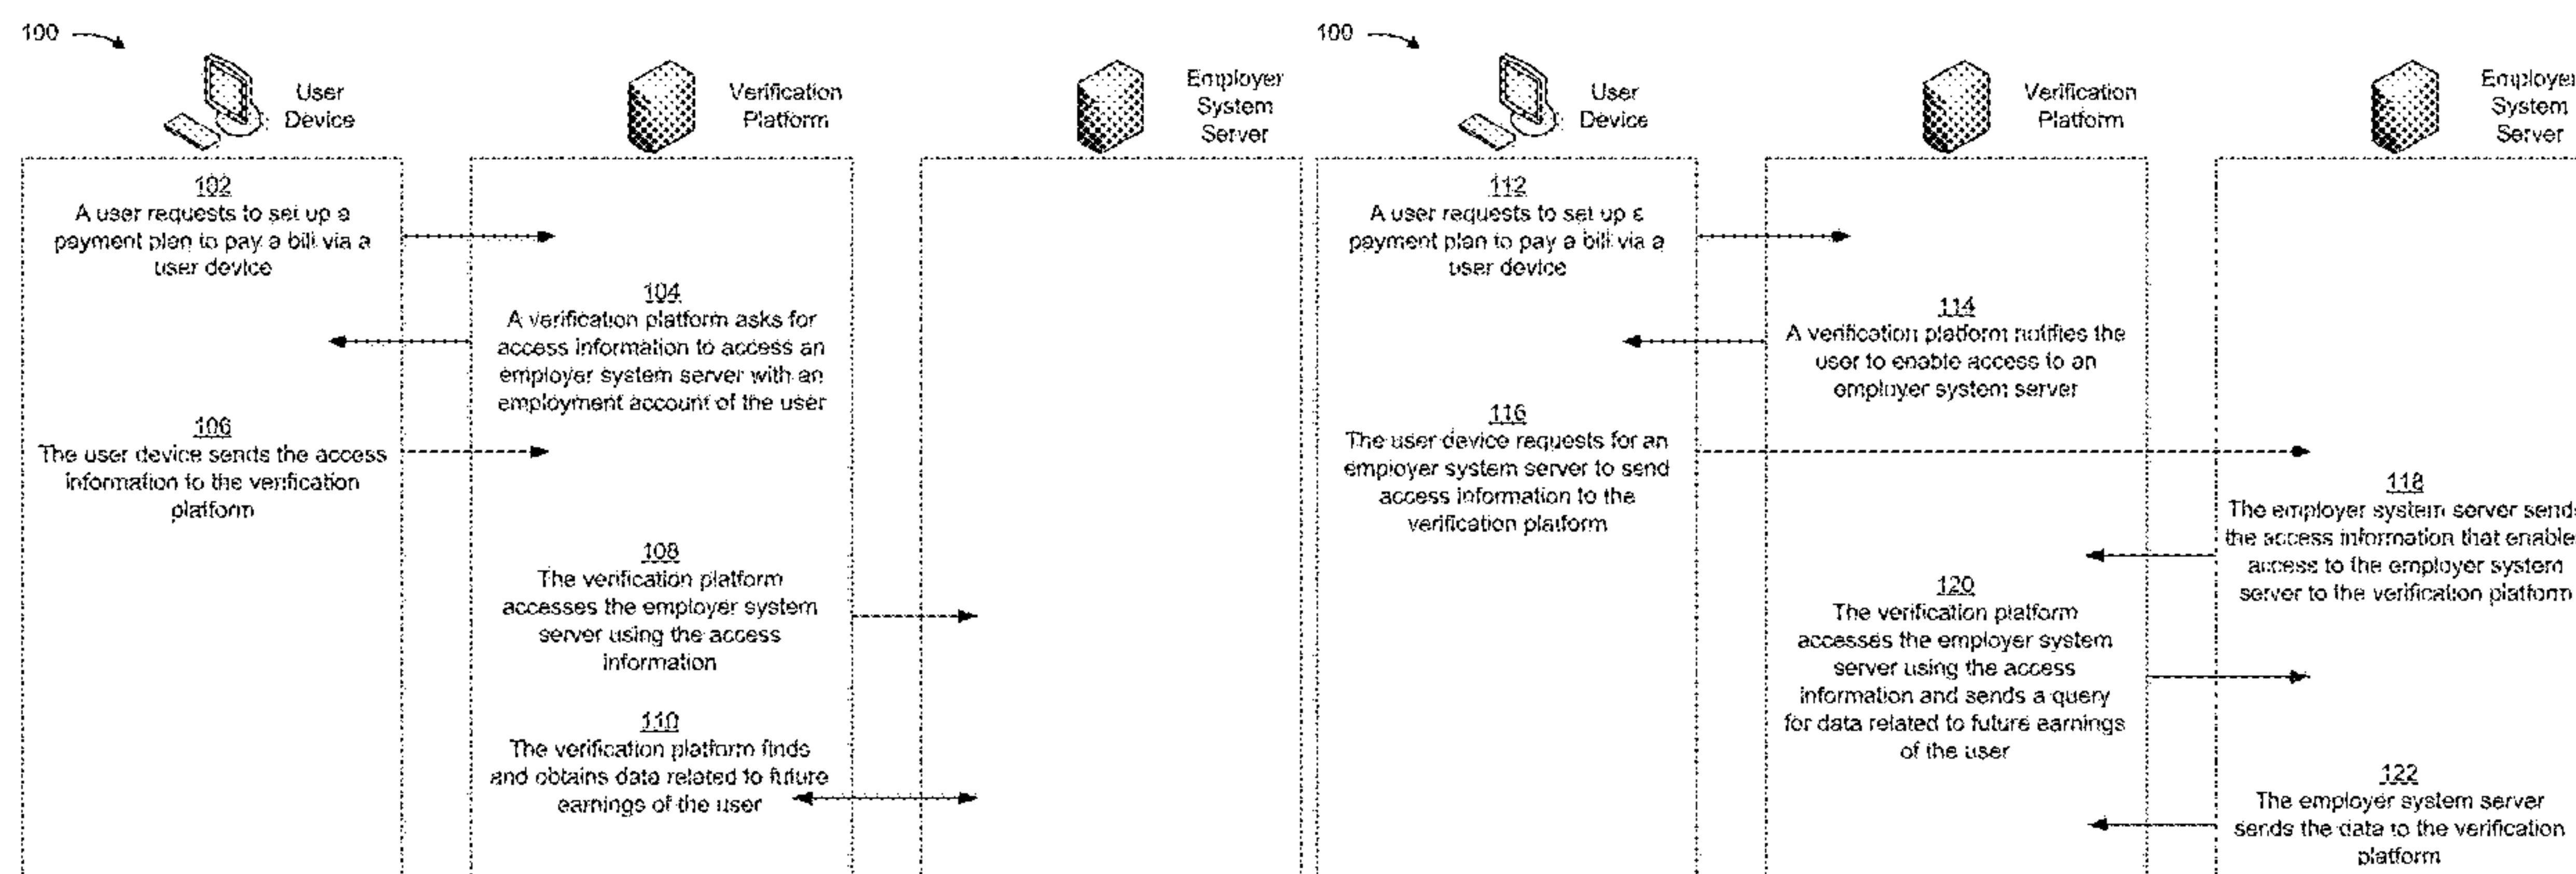 100
User
Device
Verification
Platform
Employer
System
Server
102
A user requests to set up a
payment plan to pay a bill via a
user device
104
A verification platform asks for
access information to access an
employer system server with an
employment account of the user
106
The user device sends the access
information to the verification
platform
108
The verification platform
accesses the employer system
server using the access
information
110
The verification platform finds
and obtains data related to future
earnings of the user
100
User
Device
Verification
Platform
Employer
System
Server
112
A user requests to set up
payment plan to pay a bill via a
user device
114
A verification platform notifies the
user to enable access to an
employer system server
116
The user device requests for an
employer system server to send
access information to the
verification platform
118
The employer system server send
the access information that enable
access to the employer system
server to the verification platform
120
The verification platform
accesses the employer system
server using the access
information and sends a query
for data related to future earnings
of the user
122
The employer system server
sends the data to the verification
platform